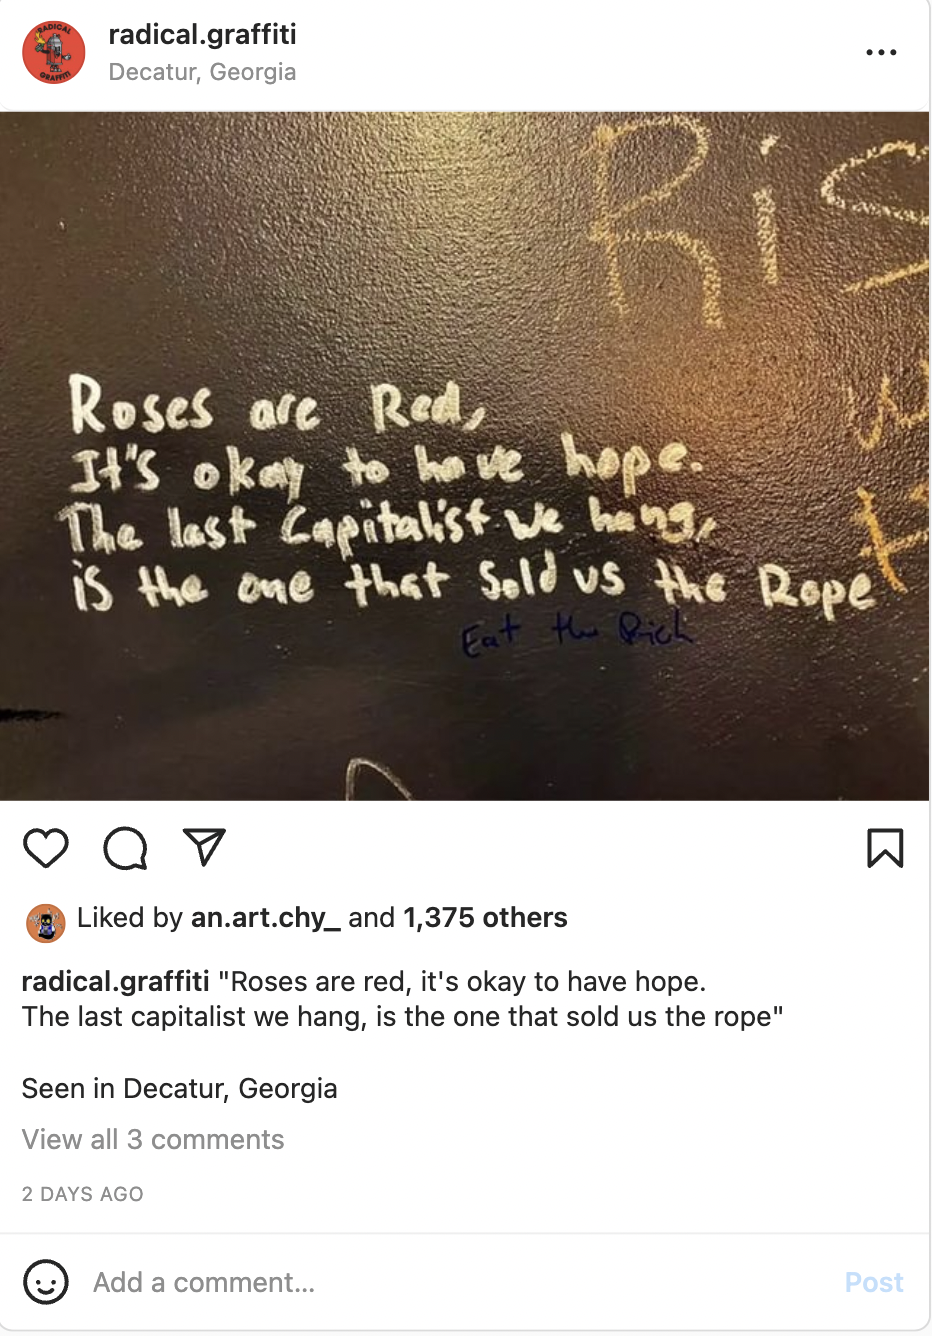 RADICAL
GRAFFITI
radical.graffiti
Decatur, Georgia
Ris
Roses are Red,
It's okay to have hope.
The last Capitalist we hang,
is the one that Sold us the Rope
Eat the Rich
Liked by an.art.chy_ and 1,375 others
radical.graffiti "Roses are red, it's okay to have hope.
The last capitalist we hang, is the one that sold us the rope"
Seen in Decatur, Georgia
View all 3 comments
2 DAYS AGO
Add a comment...
Post